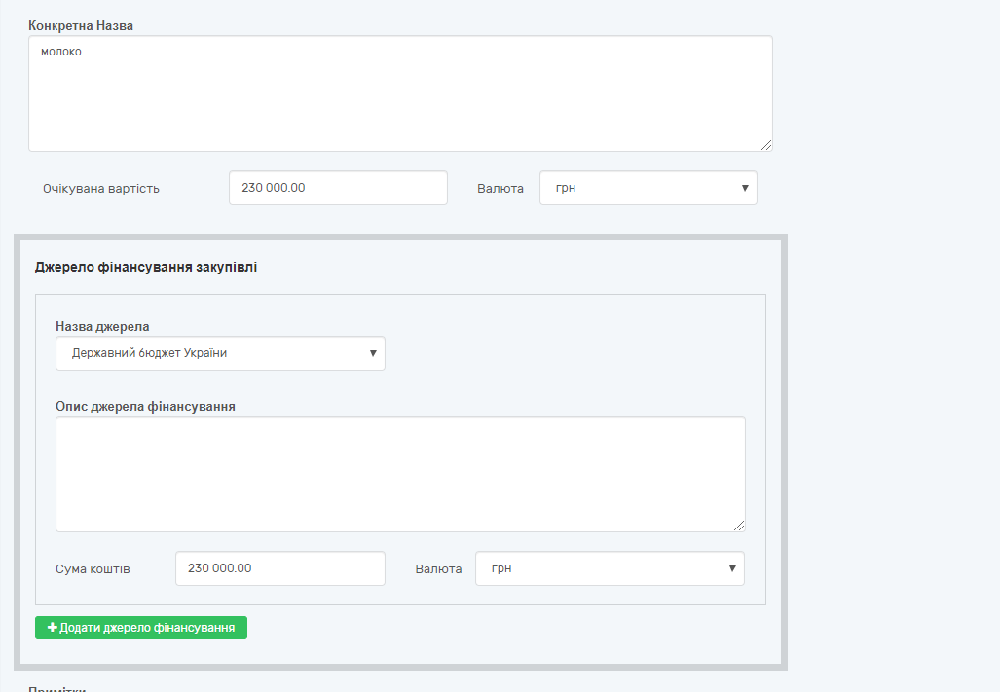 Конкретна Назва
молоко
Очікувана вартість 230 000.00 Валюта грн
Джерело фінансування закупівлі
Назва джерела
Державний бюджет України
Опис джерела фінансування
Сума коштів 230 000.00 Валюта грн
Додати джерело фінансування
Примітки